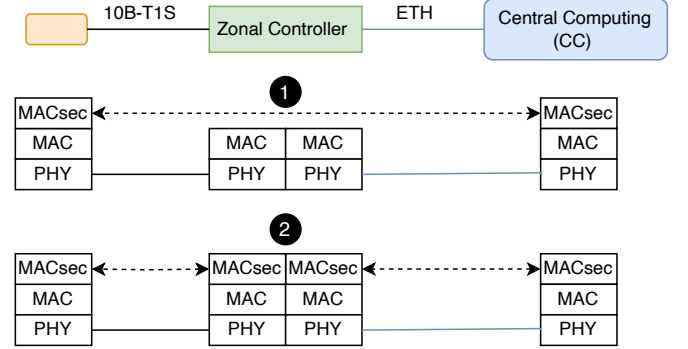 10B-T1S
ETH
Zonal Controller
Central Computing
(CC)
1
MACsec
MACsec
MAC
MAC
MAC
MAC
PHY
PHY
PHY
PHY
2
MACsec
MACsec
MACsec
MACsec
MAC
MAC
MAC
MAC
PHY
PHY
PHY
PHY